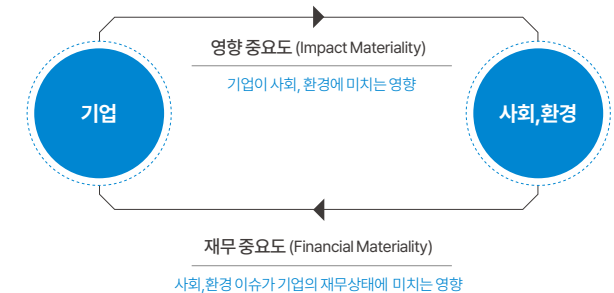 영향 중요도 (Impact Materiality)
기업이 사회, 환경에 미치는 영향
기업
사회,환경
재무 중요도 (Financial Materiality)
사회,환경 이슈가 기업의 재무상태에 미치는 영향